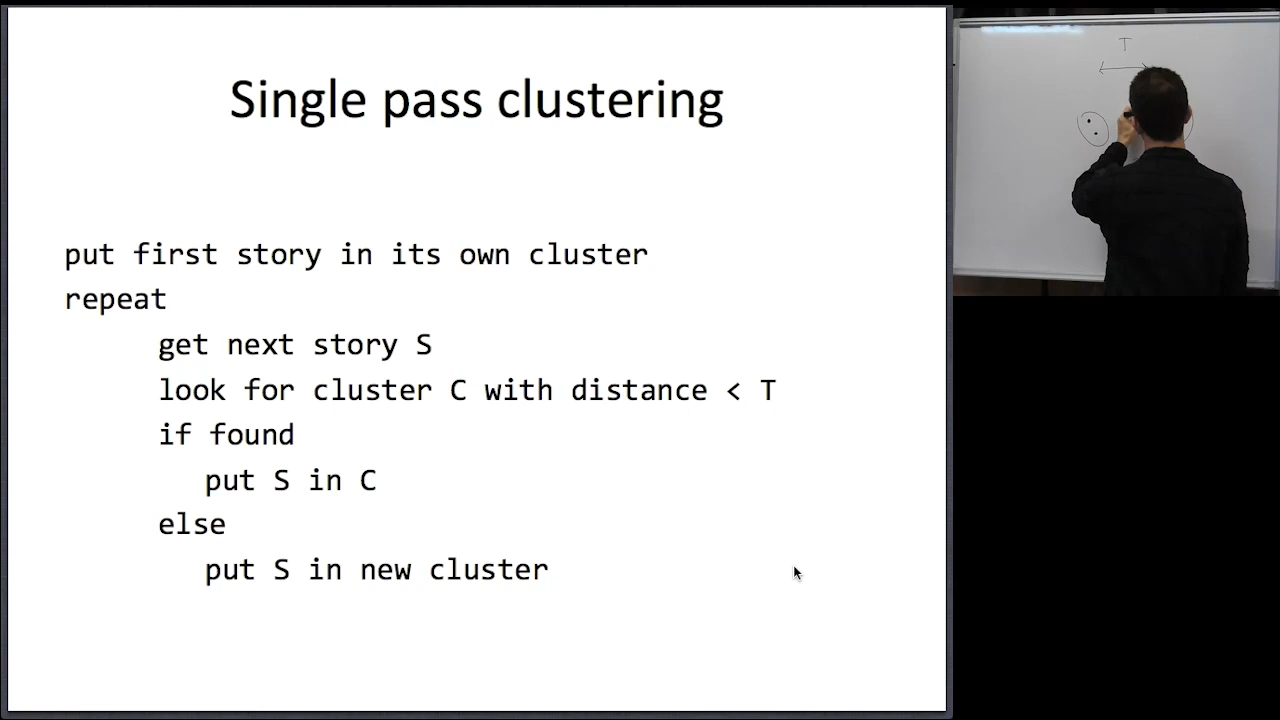 Single pass clustering
T
put first story in its own cluster
repeat
get next story S
look for cluster C with distance < T
if found
put S in C
else
put S in new cluster